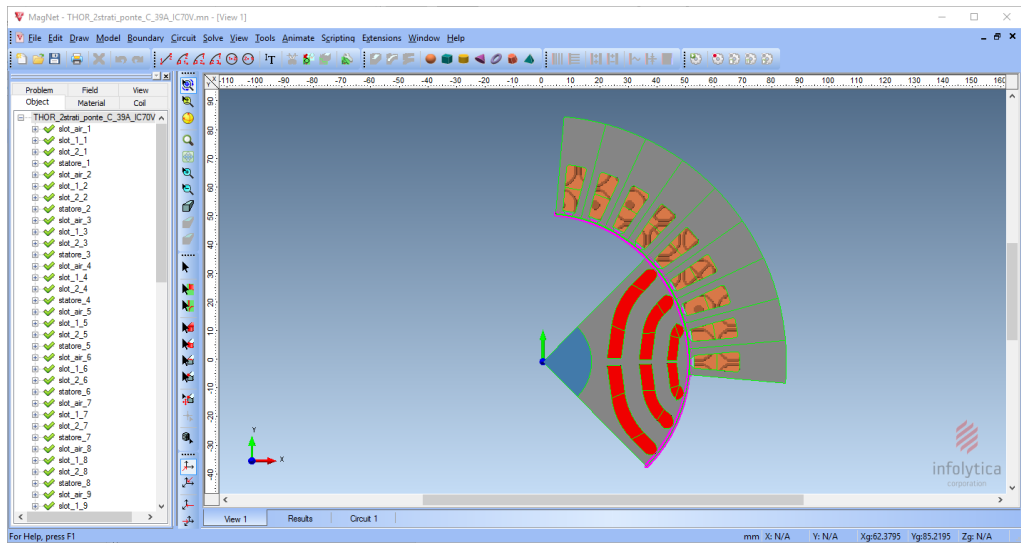 MagNet - THOR_2strati_ponte_C_39A_IC70V.mn - [View 1]
File Edit Draw Model Boundary Circuit Solve View Tools Animate Scripting Extensions Window Help
Problem Field View
Object Material Coil
THOR_2strati_ponte_C_39A_IC70V
slot_air_1
slot_1_1
slot_2_1
statore_1
slot_air_2
slot_1_2
slot_2_2
statore_2
slot_air_3
slot_1_3
slot_2_3
statore_3
slot_air_4
slot_1_4
slot_2_4
statore_4
slot_air_5
slot_1_5
slot_2_5
statore_5
slot_air_6
slot_1_6
slot_2_6
statore_6
slot_air_7
slot_1_7
slot_2_7
statore_7
slot_air_8
slot_1_8
slot_2_8
statore_8
slot_air_9
slot_1_9
X -110 -100 -90 -80 -70 -60 -50 -40 -30 -20 -10 0 10 20 30 40 50 60 70 80 90 100 110 120 130 140 150 160
Y
90
80
70
60
50
40
30
20
10
0
-10
-20
-30
-40
Y
X
infolytica
corporation
View 1 Results Circuit 1
For Help, press F1 mm X: N/A Y: N/A Xg:62.3795 Yg:85.2195 Zg: N/A